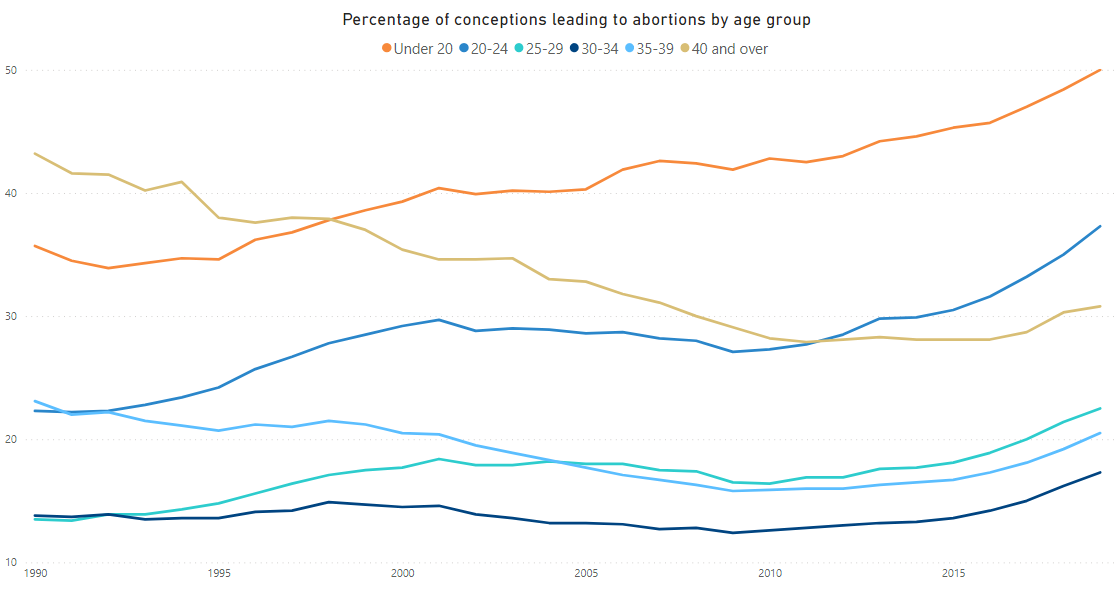 Percentage of conceptions leading to abortions by age group
Under 20 20-24 25-29 30-34 35-39 40 and over
50
40
30
20
10
1990 1995 2000 2005 2010 2015